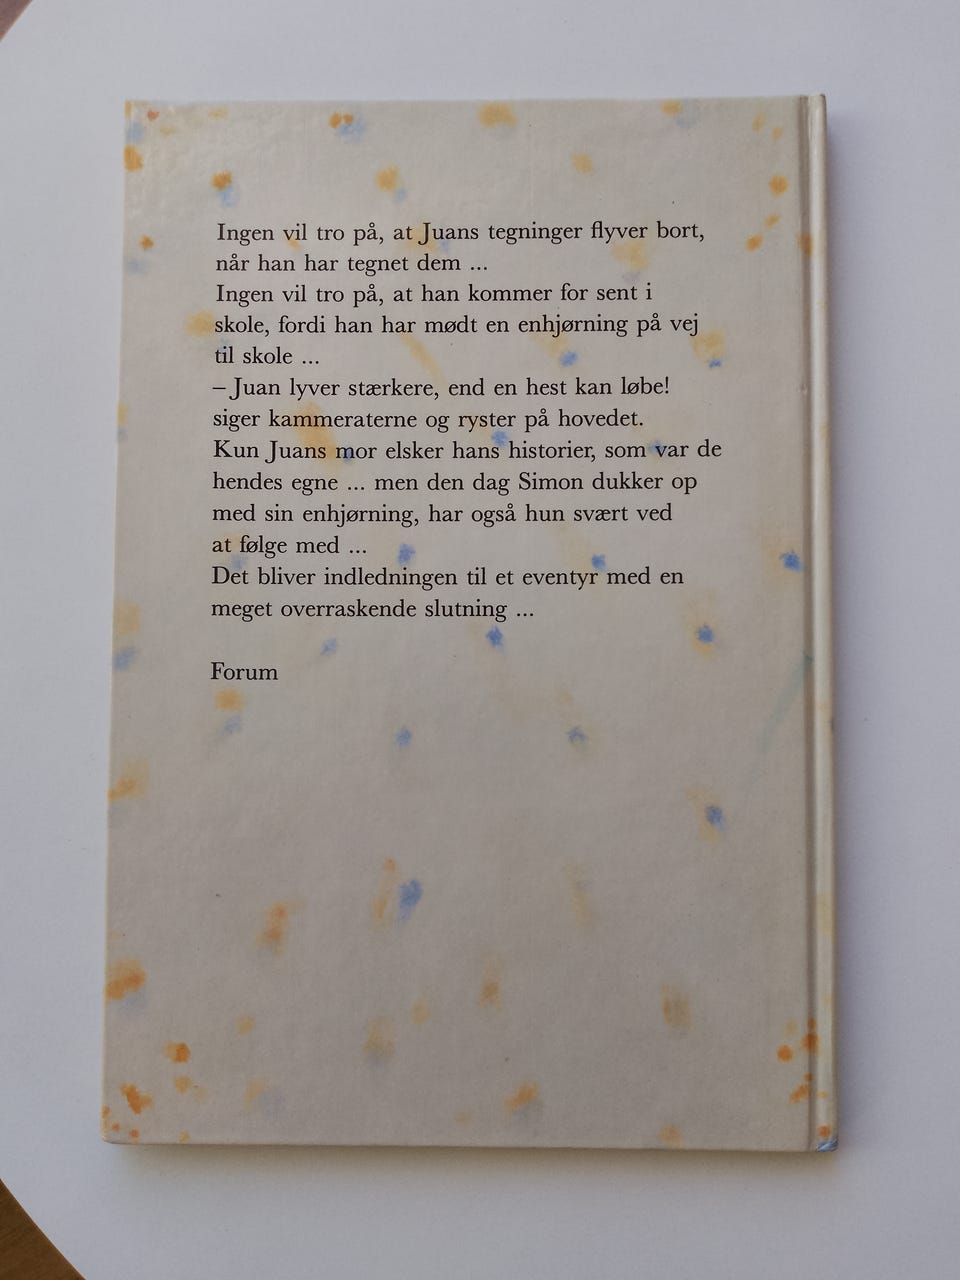 Ingen vil tro på, at Juans tegninger flyver bort,
når han har tegnet dem ...
Ingen vil tro på, at han kommer for sent i
skole, fordi han har mødt en enhjørning på vej
til skole ...
– Juan lyver stærkere, end en hest kan løbe!
siger kammeraterne og ryster på hovedet.
Kun Juans mor elsker hans historier, som var de
hendes egne ... men den dag Simon dukker op
med sin enhjørning, har også hun svært ved
at følge med ...
Det bliver indledningen til et eventyr med en
meget overraskende slutning ...
Forum